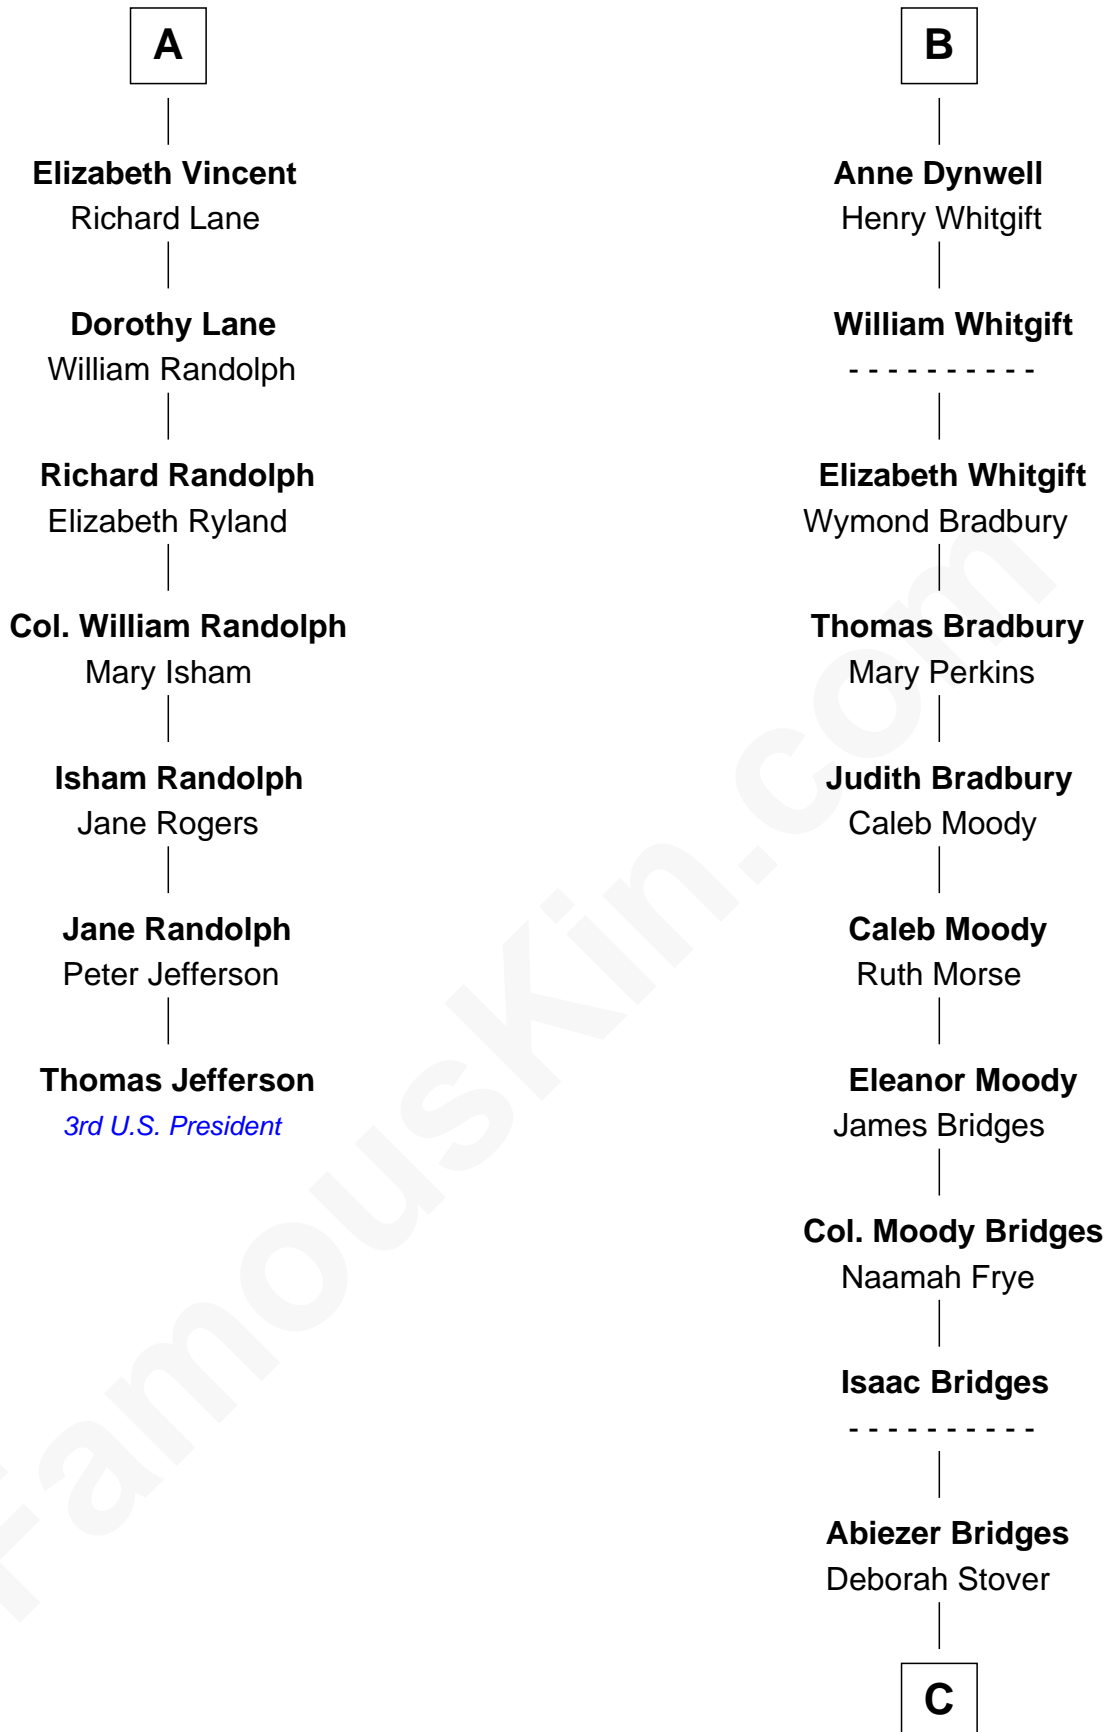 A
Elizabeth Vincent
Richard Lane
Dorothy Lane
William Randolph
Richard Randolph
Elizabeth Ryland
Col. William Randolph
Mary Isham
Isham Randolph
Jane Rogers
Jane Randolph
Peter Jefferson
Thomas Jefferson
3rd U.S. President
B
Anne Dynwell
Henry Whitgift
William Whitgift
- - - - - - - - - -
Elizabeth Whitgift
Wymond Bradbury
Thomas Bradbury
Mary Perkins
Judith Bradbury
Caleb Moody
Caleb Moody
Ruth Morse
Eleanor Moody
James Bridges
Col. Moody Bridges
Naamah Frye
Isaac Bridges
- - - - - - - - - -
Abiezer Bridges
Deborah Stover
C
FamousKin.com